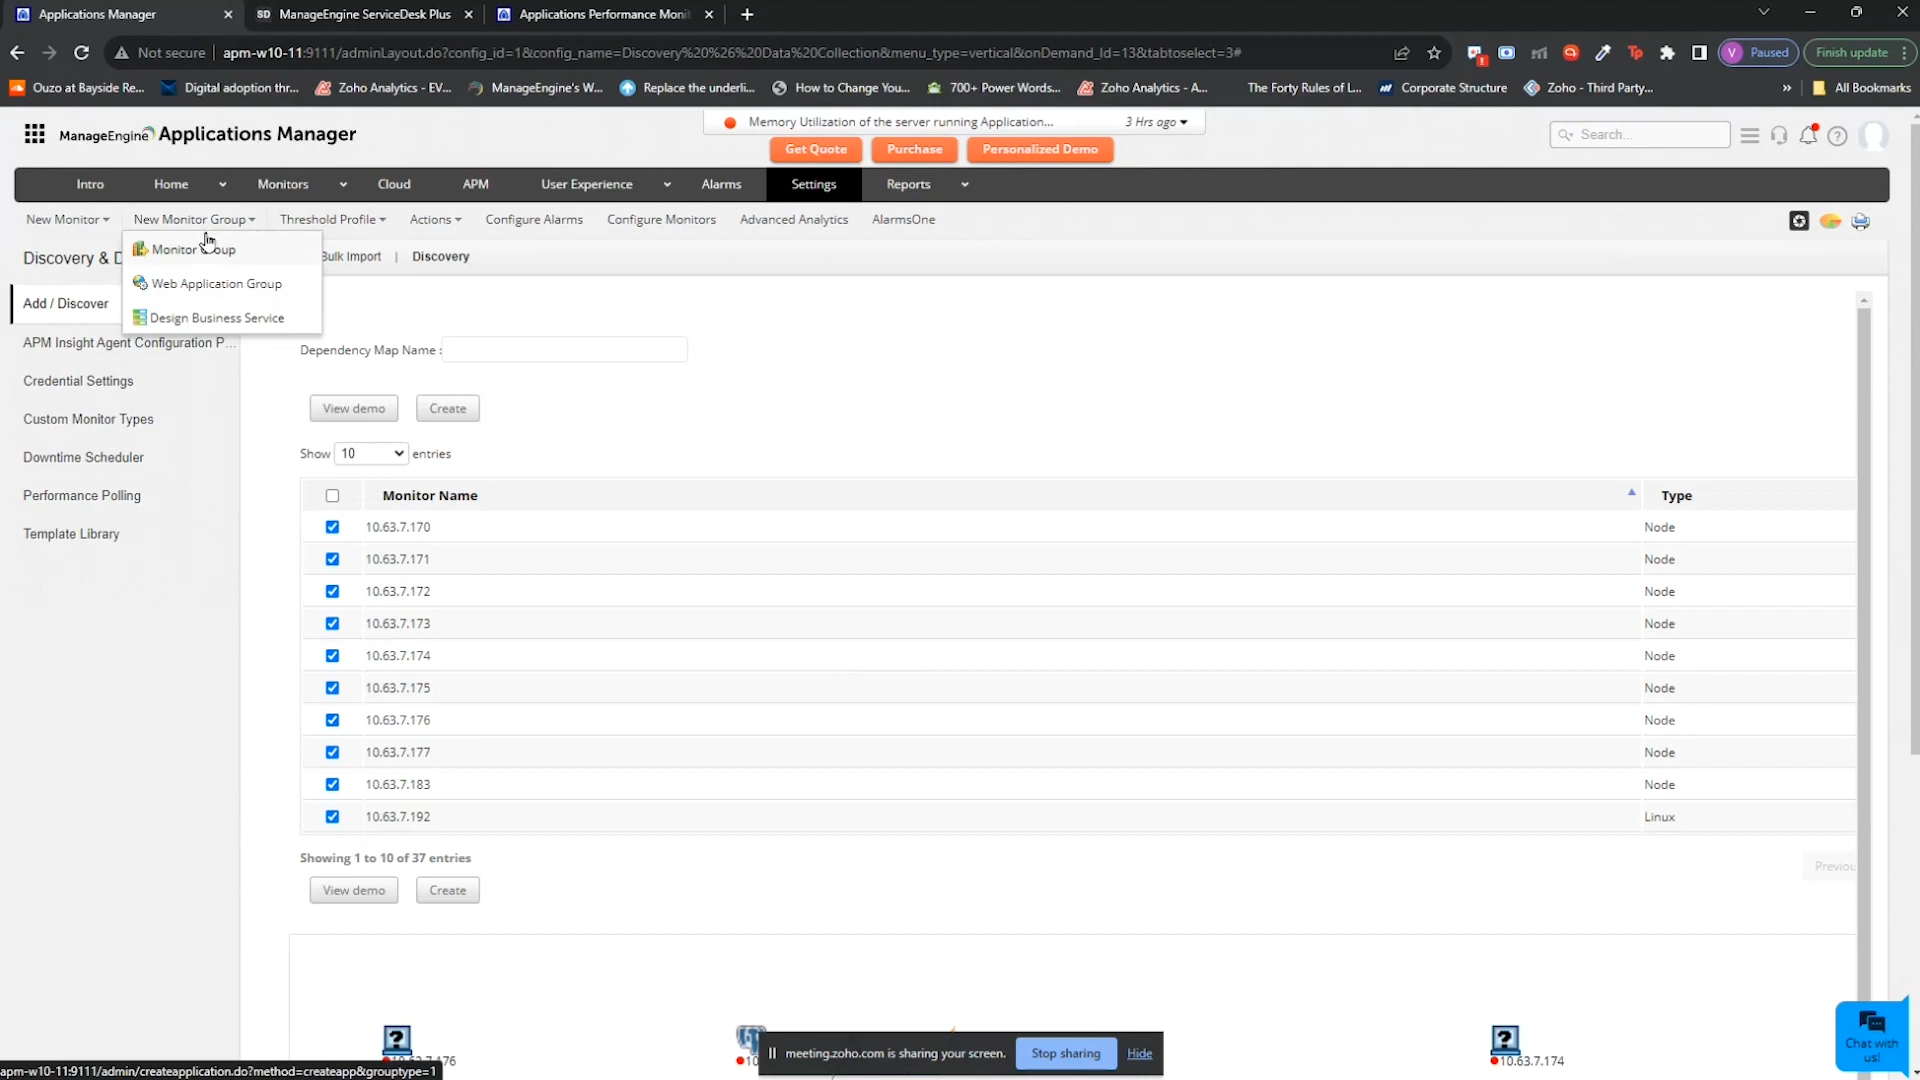 Applications Manager
SD ManageEngine ServiceDesk Plus
Applications Performance Monit
Not secure apm-w10-11:9111/adminLayout.do?config_id=1&config_name=Discovery%20%26%20Data%20Collection&menu_type=vertical&onDemand_Id=13&tabtoselect=3#
V Paused
Finish update
Ouzo at Bayside Re...
Digital adoption thr...
Zoho Analytics - EV...
ManageEngine's W...
Replace the underli...
How to Change You...
700+ Power Words...
Zoho Analytics - A...
The Forty Rules of L...
Corporate Structure
Zoho - Third Party...
»
All Bookmarks
ManageEngine Applications Manager
Memory Utilization of the server running Application... 3 Hrs ago
Get Quote
Purchase
Personalized Demo
Search...
Intro
Home
Monitors
Cloud
APM
User Experience
Alarms
Settings
Reports
New Monitor
New Monitor Group
Threshold Profile
Actions
Configure Alarms
Configure Monitors
Advanced Analytics
AlarmsOne
Monitor Group
Web Application Group
Design Business Service
Discovery & D
Bulk Import | Discovery
Add / Discover
APM Insight Agent Configuration P...
Credential Settings
Custom Monitor Types
Downtime Scheduler
Performance Polling
Template Library
Dependency Map Name :
View demo
Create
Show 10 entries
Monitor Name Type
10.63.7.170 Node
10.63.7.171 Node
10.63.7.172 Node
10.63.7.173 Node
10.63.7.174 Node
10.63.7.175 Node
10.63.7.176 Node
10.63.7.177 Node
10.63.7.183 Node
10.63.7.192 Linux
Showing 1 to 10 of 37 entries
Previou
View demo
Create
10.63.7.174
meeting.zoho.com is sharing your screen.
Stop sharing
Hide
Chat with
us!
apm-w10-11:9111/admin/createapplication.do?method=createapp&grouptype=1